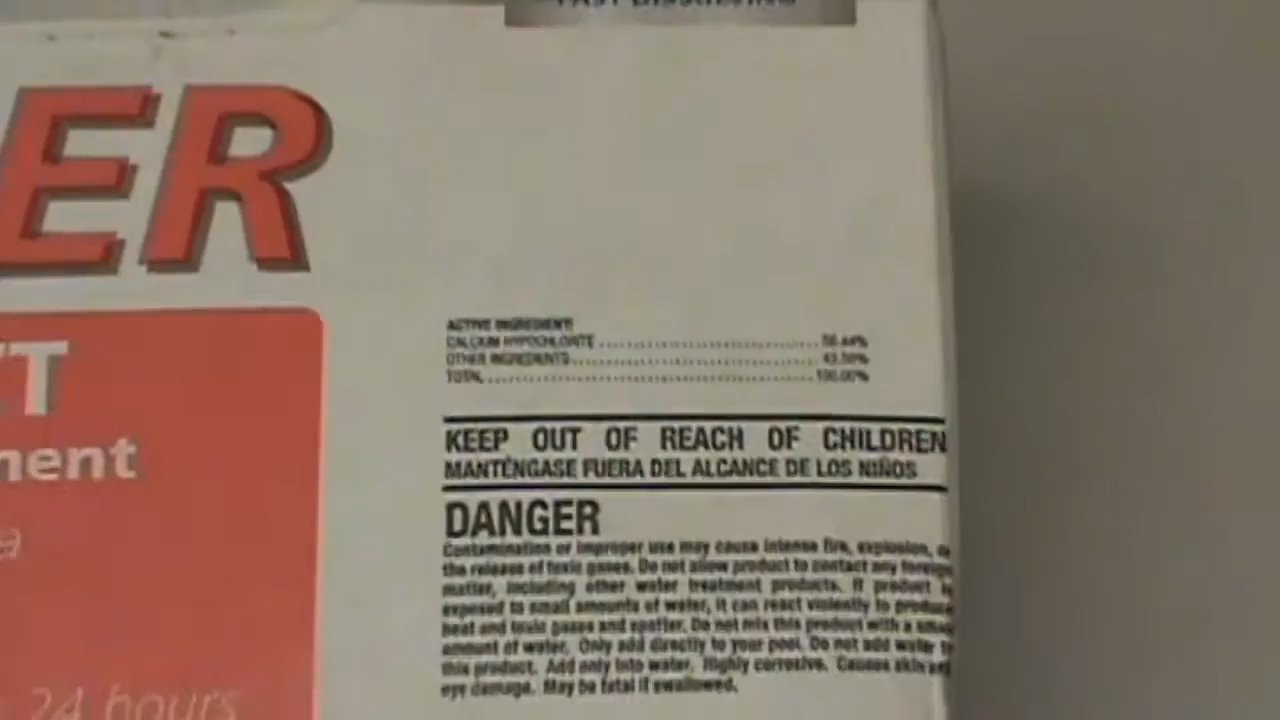 FAST DISSOLVING
ER
T
ment
a
24 hours
ACTIVE INGREDIENT:
CALCIUM HYPOCHLORITE
OTHER INGREDIENTS
TOTAL 100.00%
KEEP OUT OF REACH OF CHILDREN
MANTÉNGASE FUERA DEL ALCANCE DE LOS NIÑOS
DANGER
Contamination or improper use may cause intense fire, explosion, or
the release of toxic gases. Do not allow product to contact any foreign
matter, including other water treatment products. If product is
exposed to small amounts of water, it can react violently to produce
heat and toxic gases and spatter. Do not mix this product with a small
amount of water. Only add directly to your pool. Do not add water to
this product. Add only into water. Highly corrosive. Causes skin and
eye damage. May be fatal if swallowed.